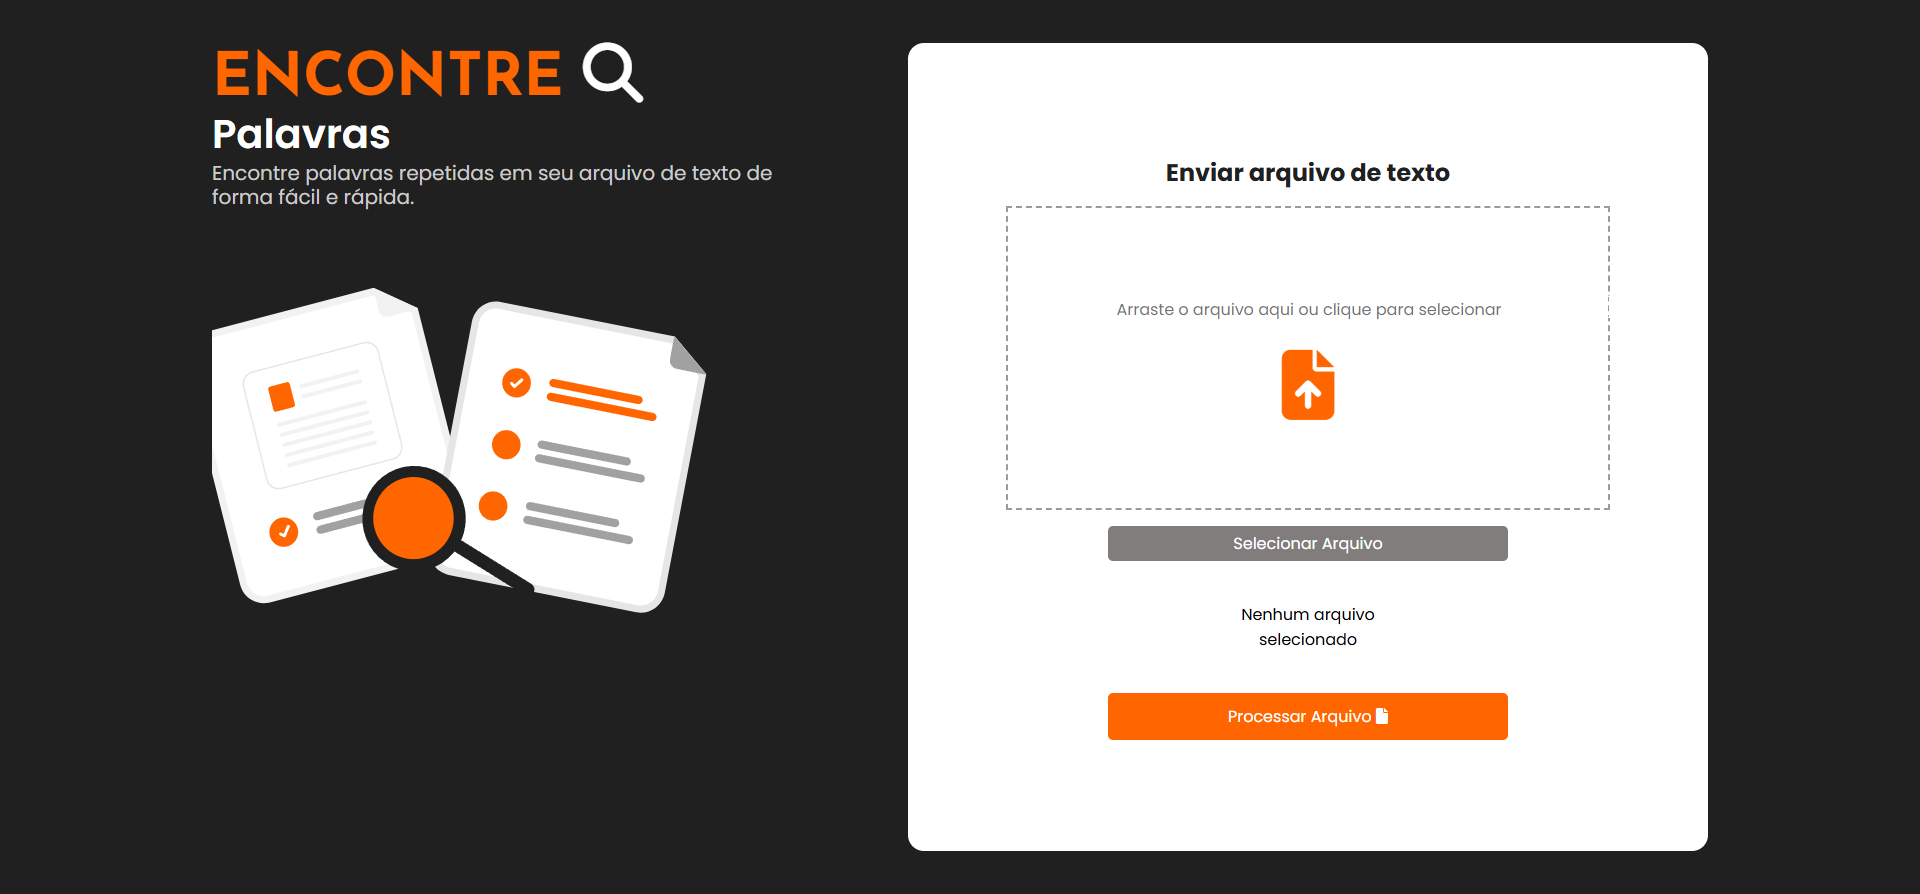 ENCONTRE
Palavras
Encontre palavras repetidas em seu arquivo de texto de
forma fácil e rápida.
Enviar arquivo de texto
Arraste o arquivo aqui ou clique para selecionar
Selecionar Arquivo
Nenhum arquivo
selecionado
Processar Arquivo